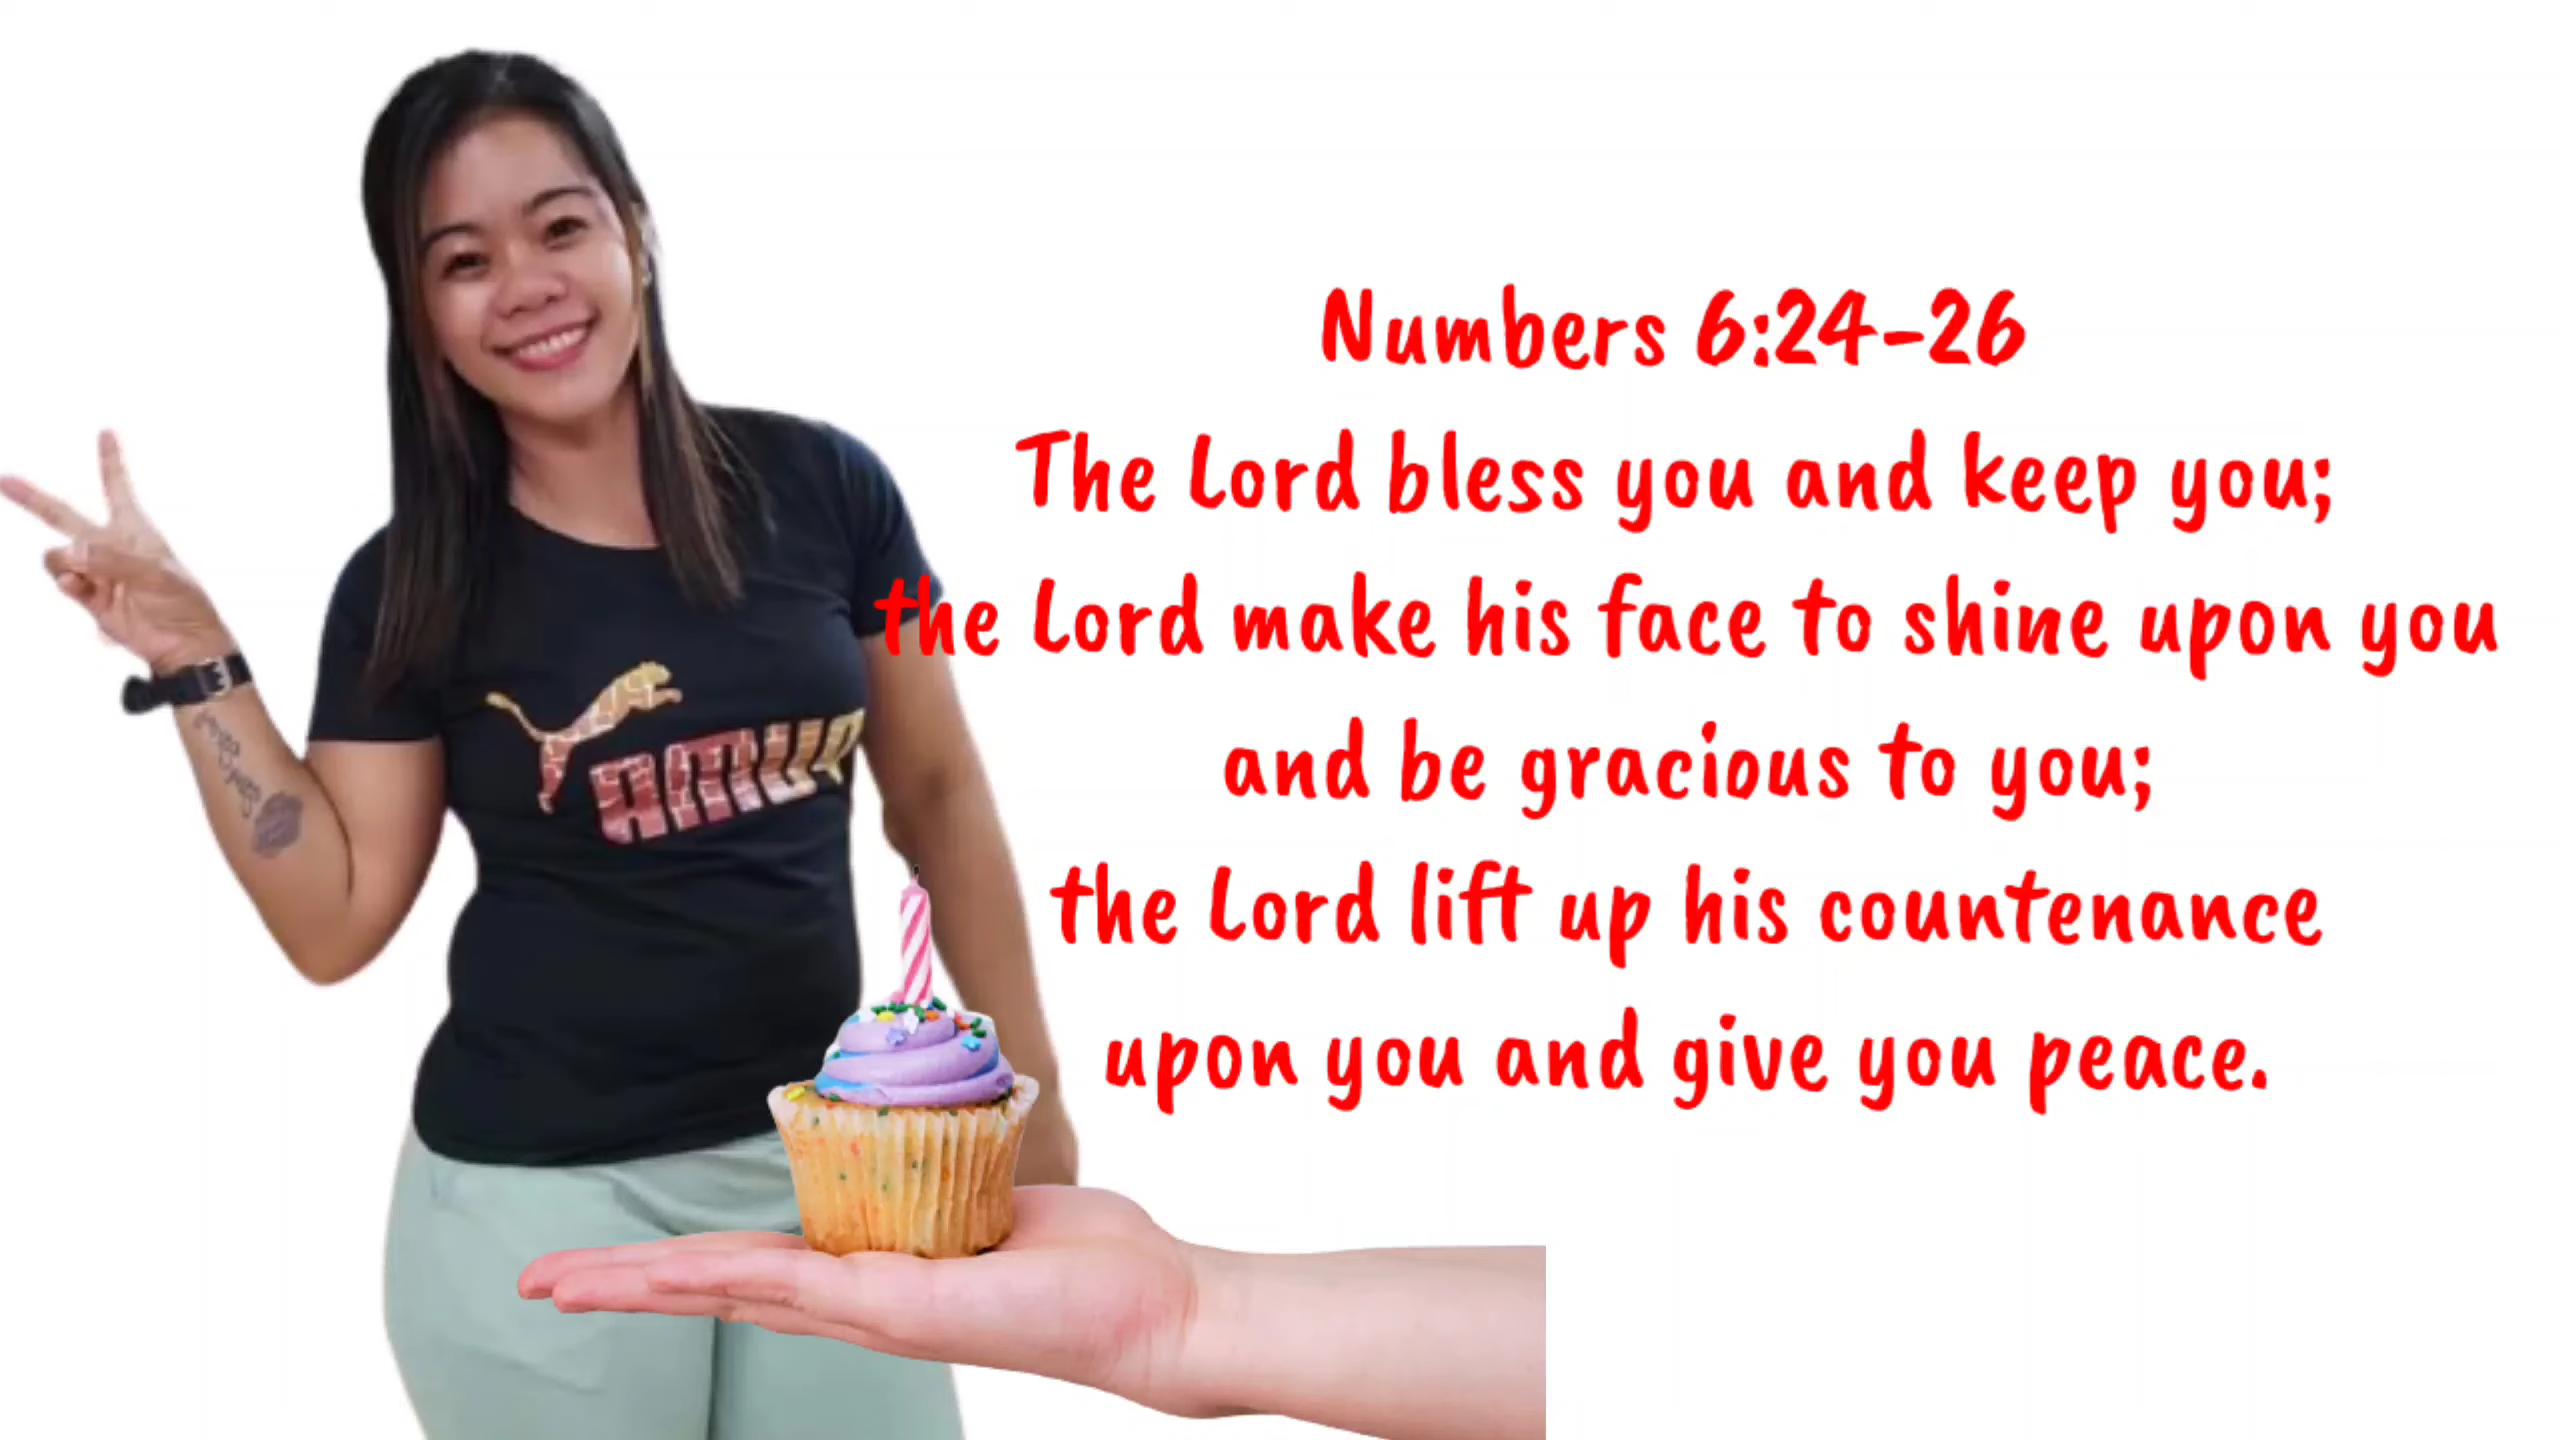 Numbers 6:24-26
The Lord bless you and keep you;
the Lord make his face to shine upon you
and be gracious to you;
the Lord lift up his countenance
upon you and give you peace.